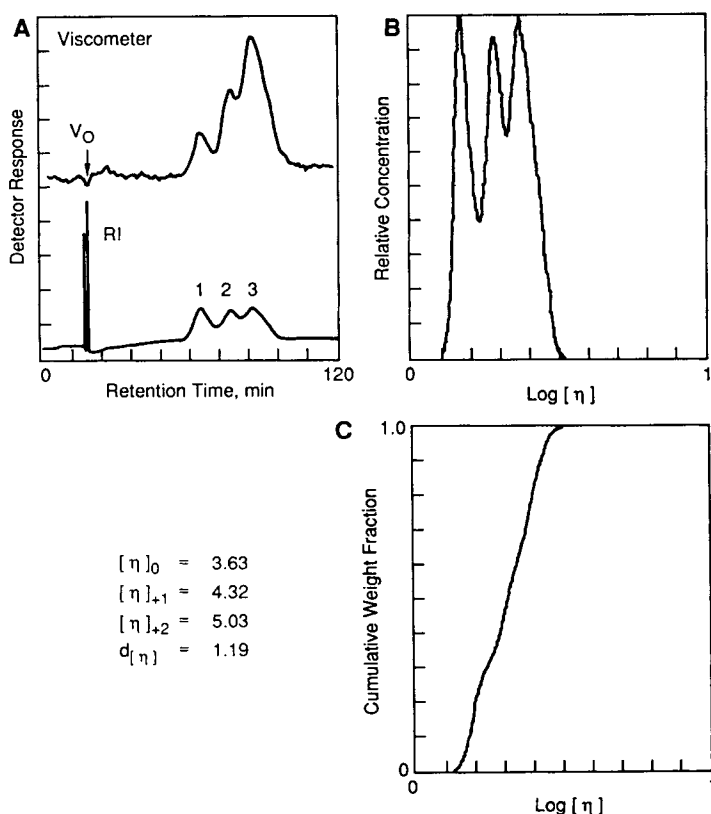 A
Viscometer
V_O
RI
1 2 3
Detector Response
0 120
Retention Time, min
B
Relative Concentration
0 1
Log [ η ]
C
1.0
Cumulative Weight Fraction
0
Log [ η ]
[ η ]_0 = 3.63
[ η ]_{+1} = 4.32
[ η ]_{+2} = 5.03
d_{[ η ]} = 1.19